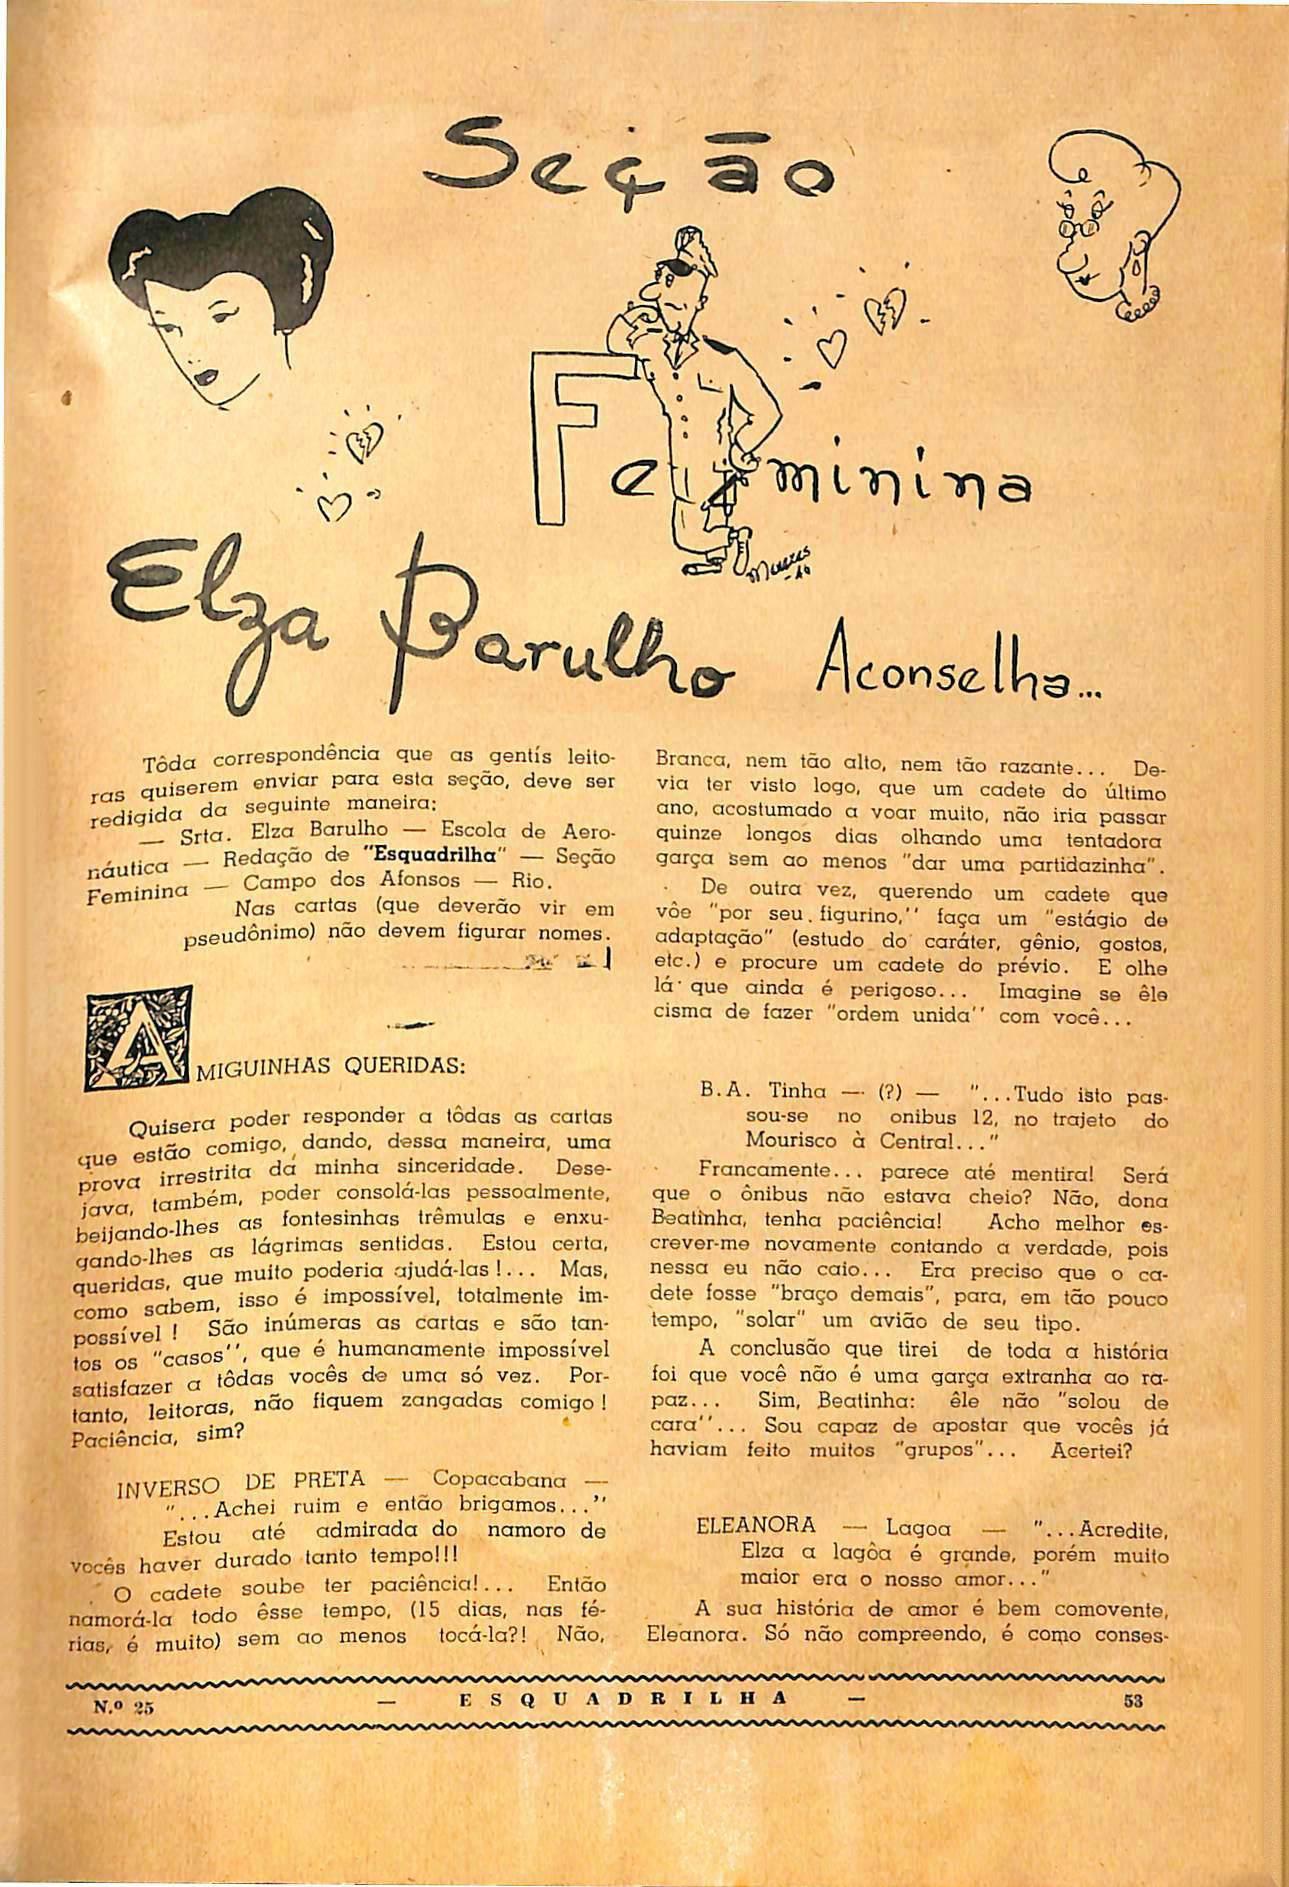 Seção
Feminina
Elza Barulho Aconselha...
Tôda correspondência que as gentís leito-
ras quiserem enviar para esta seção, deve ser
redigida da seguinte maneira:
— Srta. Elza Barulho — Escola de Aero-
náutica — Redação de "Esquadrilha" — Seção
Feminina — Campo dos Afonsos — Rio.
Nas cartas (que deverão vir em
pseudônimo) não devem figurar nomes.
AMIGUINHAS QUERIDAS:
Quisera poder responder a tôdas as cartas
que estão comigo, dando, dessa maneira, uma
prova irrestrita da minha sinceridade. Dese-
java, também, poder consolá-las pessoalmente,
beijando-lhes as fontesinhas trêmulas e enxu-
gando-lhes as lágrimas sentidas. Estou certa,
queridas, que muito poderia ajudá-las !... Mas,
como sabem, isso é impossível, totalmente im-
possível ! São inúmeras as cartas e são tan-
tos os "casos'', que é humanamente impossível
satisfazer a tôdas vocês de uma só vez. Por-
tanto, leitoras, não fiquem zangadas comigo !
Paciência, sim?
INVERSO DE PRETA — Copacabana —
"...Achei ruim e então brigamos...''
Estou até admirada do namoro de
vocês haver durado tanto tempo!!!
O cadete soube ter paciência!... Então
namorá-la todo êsse tempo, (15 dias, nas fé-
rias, é muito) sem ao menos tocá-la?! Não,
Branca, nem tão alto, nem tão razante... De-
via ter visto logo, que um cadete do último
ano, acostumado a voar muito, não iria passar
quinze longos dias olhando uma tentadora
garça sem ao menos "dar uma partidazinha".
De outra vez, querendo um cadete que
vôe "por seu figurino,'' faça um "estágio de
adaptação" (estudo do caráter, gênio, gostos,
etc.) e procure um cadete do prévio. E olhe
lá que ainda é perigoso... Imagine se êle
cisma de fazer "ordem unida'' com você...
B.A. Tinha — (?) — "...Tudo isto pas-
sou-se no onibus 12, no trajeto do
Mourisco à Central..."
Francamente... parece até mentira! Será
que o ônibus não estava cheio? Não, dona
Beatinha, tenha paciência! Acho melhor es-
crever-me novamente contando a verdade, pois
nessa eu não caio... Era preciso que o ca-
dete fosse "braço demais", para, em tão pouco
tempo, "solar" um avião de seu tipo.
A conclusão que tirei de toda a história
foi que você não é uma garça extranha ao ra-
paz... Sim, Beatinha: êle não "solou de
cara''... Sou capaz de apostar que vocês já
haviam feito muitos "grupos"... Acertei?
ELEANORA — Lagoa — "...Acredite,
Elza a lagôa é grande, porém muito
maior era o nosso amor..."
A sua história de amor é bem comovente,
Eleanora. Só não compreendo, é como conses-
N.º 25 — ESQUADRILHA — 53